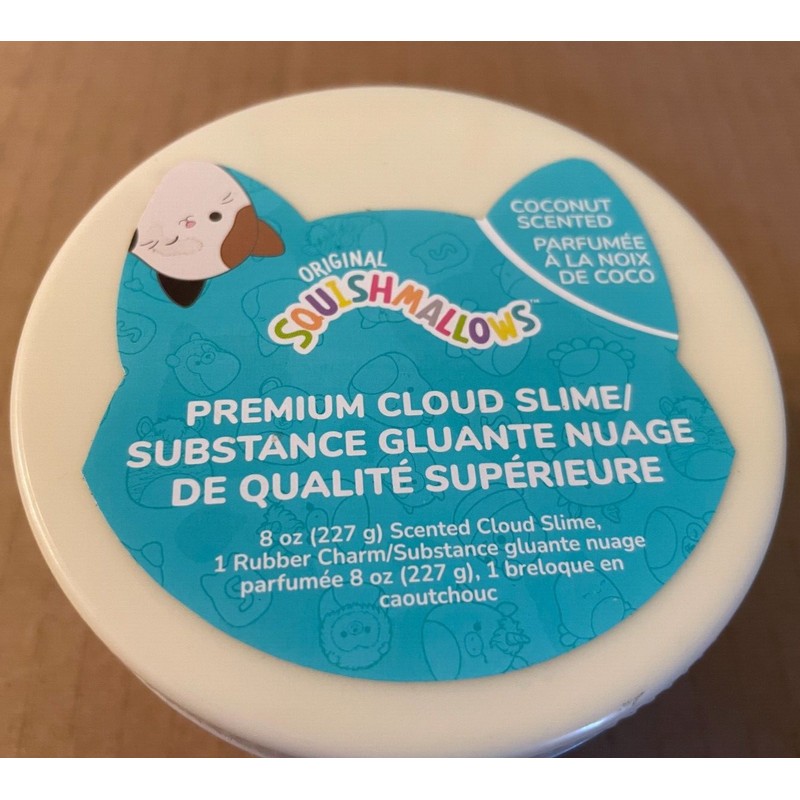 COCONUT
SCENTED
PARFUMÉE
À LA NOIX
DE COCO
ORIGINAL
SQUISHMALLOWS™
PREMIUM CLOUD SLIME/
SUBSTANCE GLUANTE NUAGE
DE QUALITÉ SUPÉRIEURE
8 oz (227 g) Scented Cloud Slime,
1 Rubber Charm/Substance gluante nuage
parfumée 8 oz (227 g), 1 breloque en
caoutchouc